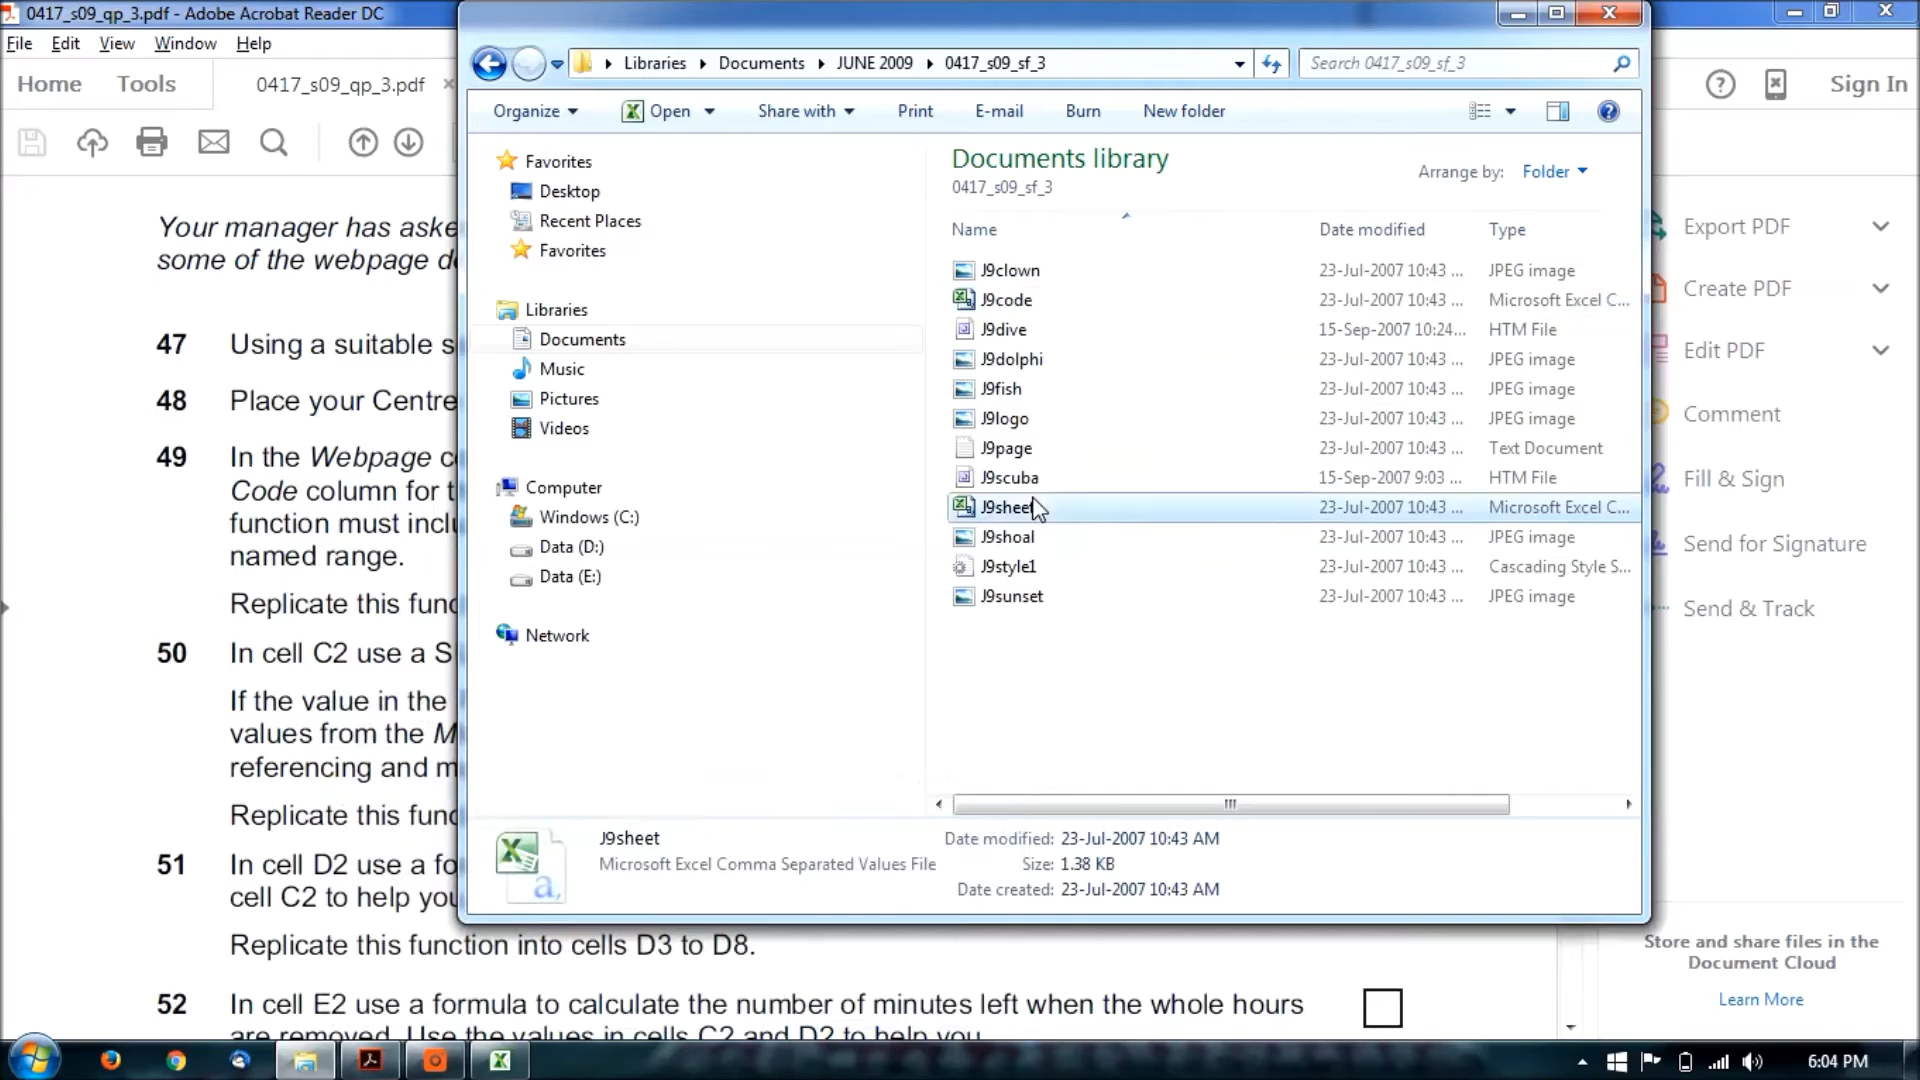 0417_s09_qp_3.pdf - Adobe Acrobat Reader DC
File Edit View Window Help
Home Tools 0417_s09_qp_3.pdf
Sign In
Libraries Documents JUNE 2009 0417_s09_sf_3
Search 0417_s09_sf_3
Organize Open Share with Print E-mail Burn New folder
Favorites
Desktop
Recent Places
Favorites
Libraries
Documents
Music
Pictures
Videos
Computer
Windows (C:)
Data (D:)
Data (E:)
Network
Documents library
0417_s09_sf_3
Arrange by: Folder
Name Date modified Type
J9clown 23-Jul-2007 10:43 ... JPEG image
J9code 23-Jul-2007 10:43 ... Microsoft Excel C...
J9dive 15-Sep-2007 10:24... HTM File
J9dolphi 23-Jul-2007 10:43 ... JPEG image
J9fish 23-Jul-2007 10:43 ... JPEG image
J9logo 23-Jul-2007 10:43 ... JPEG image
J9page 23-Jul-2007 10:43 ... Text Document
J9scuba 15-Sep-2007 9:03 ... HTM File
J9sheet 23-Jul-2007 10:43 ... Microsoft Excel C...
J9shoal 23-Jul-2007 10:43 ... JPEG image
J9style1 23-Jul-2007 10:43 ... Cascading Style S...
J9sunset 23-Jul-2007 10:43 ... JPEG image
J9sheet
Microsoft Excel Comma Separated Values File
Date modified: 23-Jul-2007 10:43 AM
Size: 1.38 KB
Date created: 23-Jul-2007 10:43 AM
Your manager has aske
some of the webpage d
47 Using a suitable s
48 Place your Centre
49 In the Webpage c
Code column for t
function must inclu
named range.
Replicate this func
50 In cell C2 use a S
If the value in the
values from the M
referencing and m
Replicate this func
51 In cell D2 use a fo
cell C2 to help you
Replicate this function into cells D3 to D8.
52 In cell E2 use a formula to calculate the number of minutes left when the whole hours
are removed. Use the values in cells C2 and D2 to help you.
Export PDF
Create PDF
Edit PDF
Comment
Fill & Sign
Send for Signature
Send & Track
Store and share files in the
Document Cloud
Learn More
6:04 PM